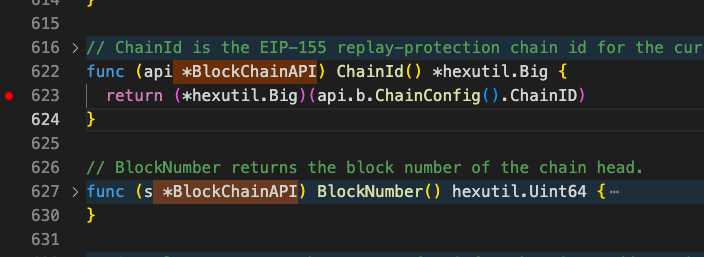 }
615
616 > // ChainId is the EIP-155 replay-protection chain id for the cur
622 func (api *BlockChainAPI) ChainId() *hexutil.Big {
623 return (*hexutil.Big)(api.b.ChainConfig().ChainID)
624 }
625
626 // BlockNumber returns the block number of the chain head.
627 > func (s *BlockChainAPI) BlockNumber() hexutil.Uint64 { ⋯
630 }
631